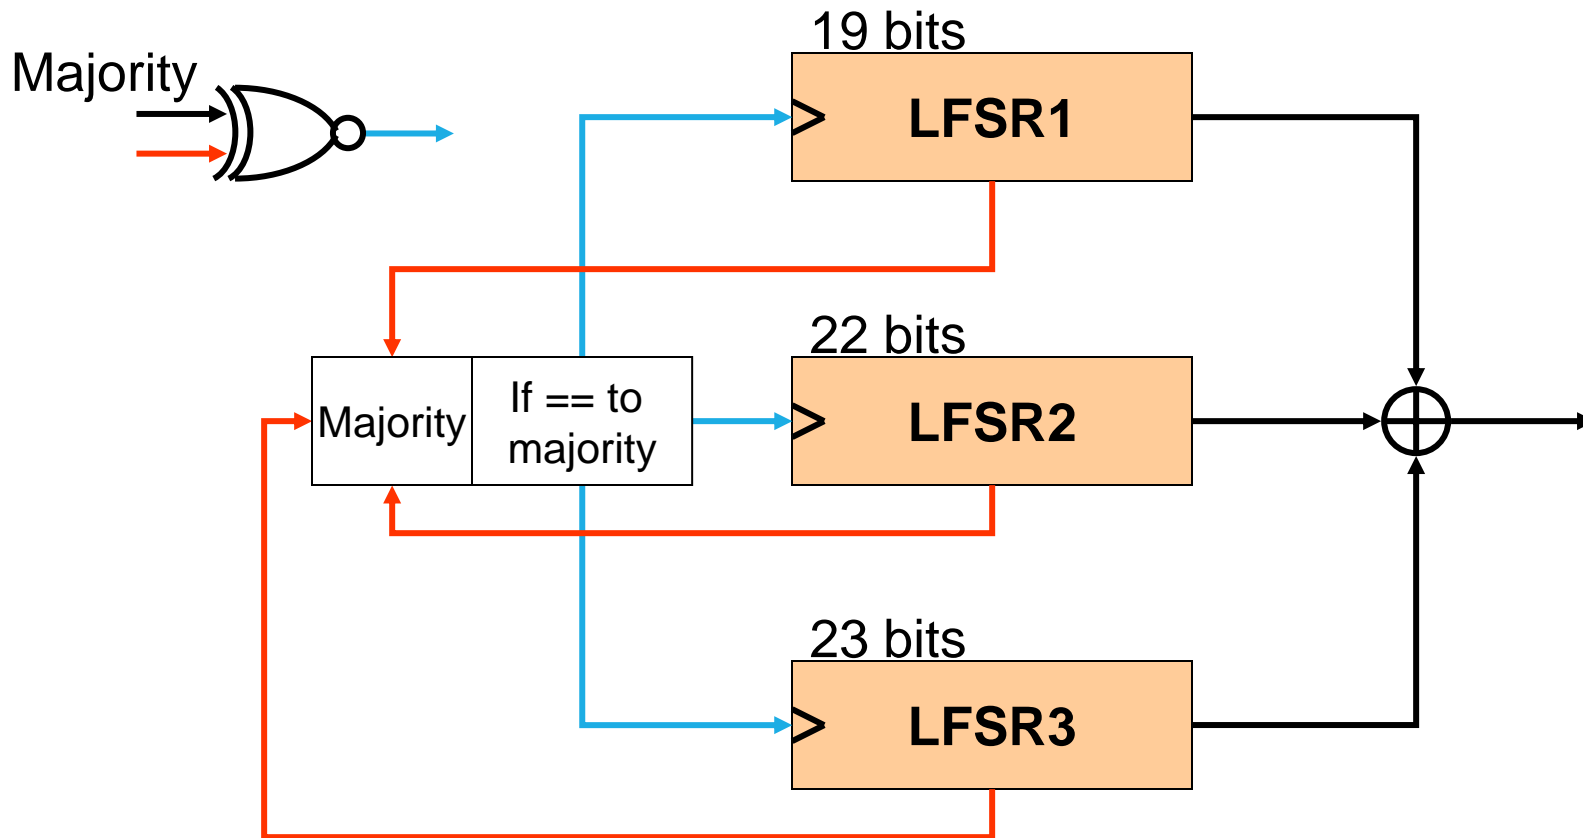 19 bits
Majority
LFSR1
22 bits
Majority
If == to
majority
LFSR2
23 bits
LFSR3